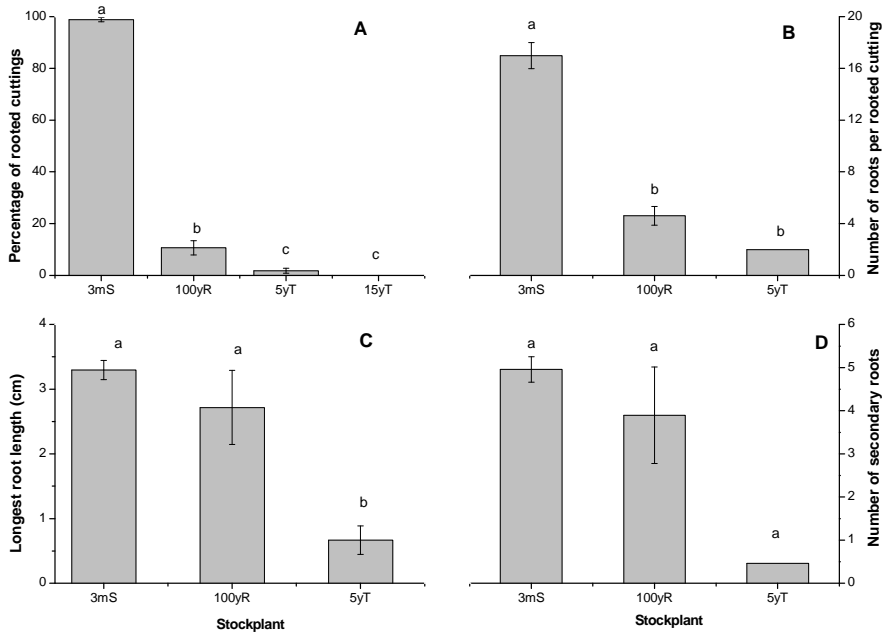 A
Percentage of rooted cuttings
100
80
60
40
20
0
a
b
c
c
3mS
100yR
5yT
15yT
B
Number of roots per rooted cutting
20
16
12
8
4
0
a
b
b
3mS
100yR
5yT
C
Longest root length (cm)
4
3
2
1
0
a
a
b
3mS
100yR
5yT
Stockplant
D
Number of secondary roots
6
5
4
3
2
1
0
a
a
a
3mS
100yR
5yT
Stockplant